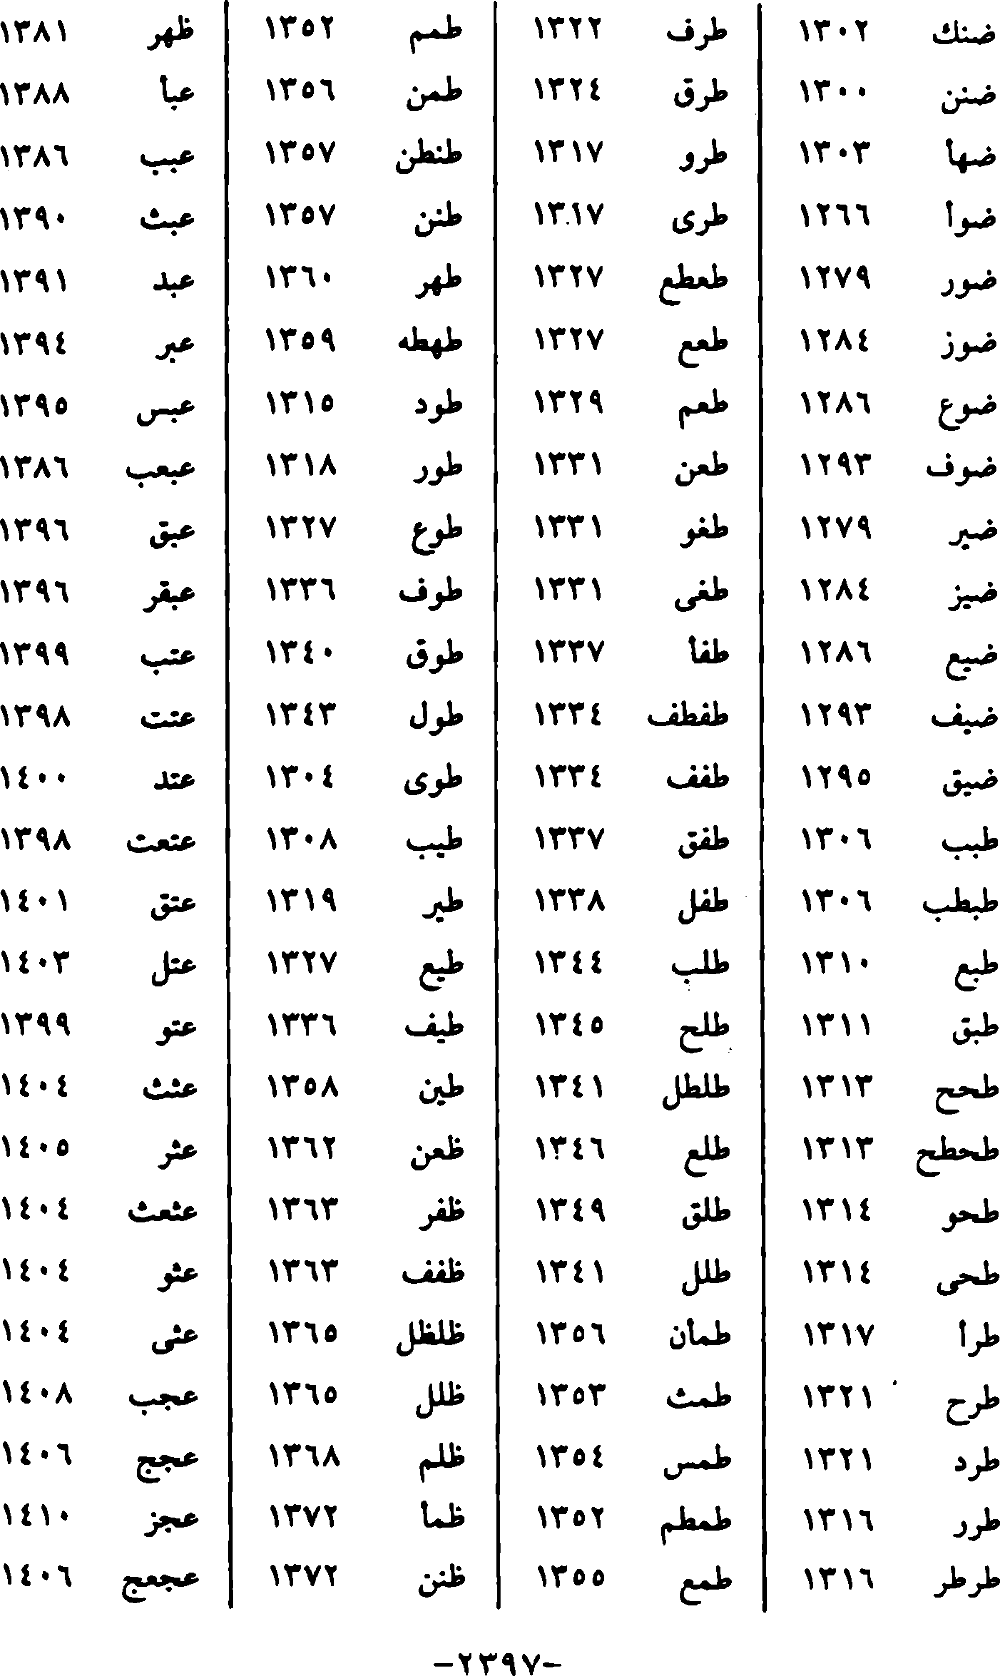 ضنك ١٣٠٢
ضنن ١٣٠٠
ضهأ ١٣٠٣
ضوأ ١٢٦٦
ضور ١٢٧٩
ضوز ١٢٨٤
ضوع ١٢٨٦
ضوف ١٢٩٣
ضير ١٢٧٩
ضيز ١٢٨٤
ضيع ١٢٨٦
ضيف ١٢٩٣
ضيق ١٢٩٥
طبب ١٣٠٦
طبطب ١٣٠٦
طبع ١٣١٠
طبق ١٣١١
طحح ١٣١٣
طحطح ١٣١٣
طحو ١٣١٤
طحى ١٣١٤
طرأ ١٣١٧
طرح ١٣٢١
طرد ١٣٢١
طرر ١٣١٦
طرطر ١٣١٦
طرف ١٣٢٢
طرق ١٣٢٤
طرو ١٣١٧
طرى ١٣١٧
طعطع ١٣٢٧
طعع ١٣٢٧
طعم ١٣٢٩
طعن ١٣٣١
طغو ١٣٣١
طغى ١٣٣١
طفأ ١٣٣٧
طفطف ١٣٣٤
طفف ١٣٣٤
طفق ١٣٣٧
طفل ١٣٣٨
طلب ١٣٤٤
طلح ١٣٤٥
طلطل ١٣٤١
طلع ١٣٤٦
طلق ١٣٤٩
طلل ١٣٤١
طمأن ١٣٥٦
طمث ١٣٥٣
طمس ١٣٥٤
طمطم ١٣٥٢
طمع ١٣٥٥
طمم ١٣٥٢
طمن ١٣٥٦
طنطن ١٣٥٧
طنن ١٣٥٧
طهر ١٣٦٠
طهطه ١٣٥٩
طود ١٣١٥
طور ١٣١٨
طوع ١٣٢٧
طوف ١٣٣٦
طوق ١٣٤٠
طول ١٣٤٣
طوى ١٣٠٤
طيب ١٣٠٨
طير ١٣١٩
طيع ١٣٢٧
طيف ١٣٣٦
طين ١٣٥٨
ظعن ١٣٦٢
ظفر ١٣٦٣
ظفف ١٣٦٣
ظلظل ١٣٦٥
ظلل ١٣٦٥
ظلم ١٣٦٨
ظمأ ١٣٧٢
ظنن ١٣٧٢
ظهر ١٣٨١
عبأ ١٣٨٨
عبب ١٣٨٦
عبث ١٣٩٠
عبد ١٣٩١
عبر ١٣٩٤
عبس ١٣٩٥
عبعب ١٣٨٦
عبق ١٣٩٦
عبقر ١٣٩٦
عتب ١٣٩٩
عتت ١٣٩٨
عتد ١٤٠٠
عتعت ١٣٩٨
عتق ١٤٠١
عتل ١٤٠٣
عتو ١٣٩٩
عثث ١٤٠٤
عثر ١٤٠٥
عثعث ١٤٠٤
عثو ١٤٠٤
عثى ١٤٠٤
عجب ١٤٠٨
عجج ١٤٠٦
عجز ١٤١٠
عجعج ١٤٠٦
-٢٣٩٧-